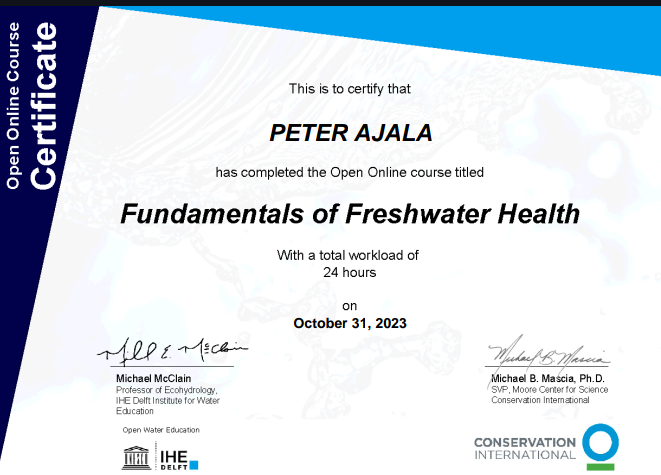 Open Online Course
Certificate
This is to certify that
PETER AJALA
has completed the Open Online course titled
Fundamentals of Freshwater Health
With a total workload of
24 hours
on
October 31, 2023
Michael McClain
Professor of Ecohydrology,
IHE Delft Institute for Water
Education
Michael B. Mascia, Ph.D.
SVP, Moore Center for Science
Conservation International
Open Water Education
IHE
DELFT
CONSERVATION
INTERNATIONAL